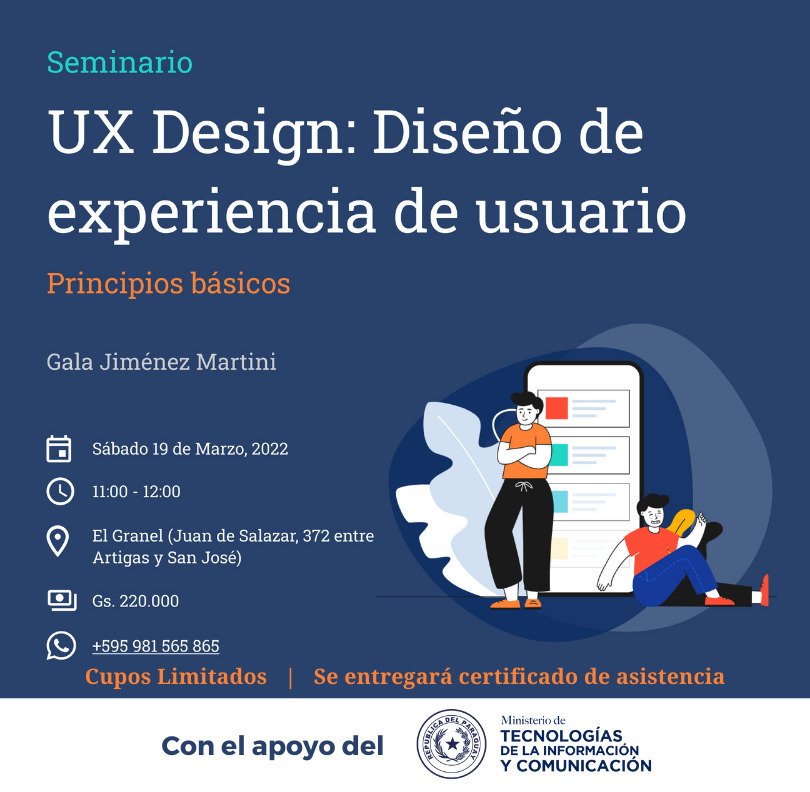 Seminario
UX Design: Diseño de
experiencia de usuario
Principios básicos
Gala Jiménez Martini
Sábado 19 de Marzo, 2022
11:00 - 12:00
El Granel (Juan de Salazar, 372 entre
Artigas y San José)
Gs. 220.000
+595 981 565 865
Cupos Limitados | Se entregará certificado de asistencia
Con el apoyo del
REPUBLICA DEL PARAGUAY
Ministerio de
TECNOLOGÍAS
DE LA INFORMACIÓN
Y COMUNICACIÓN